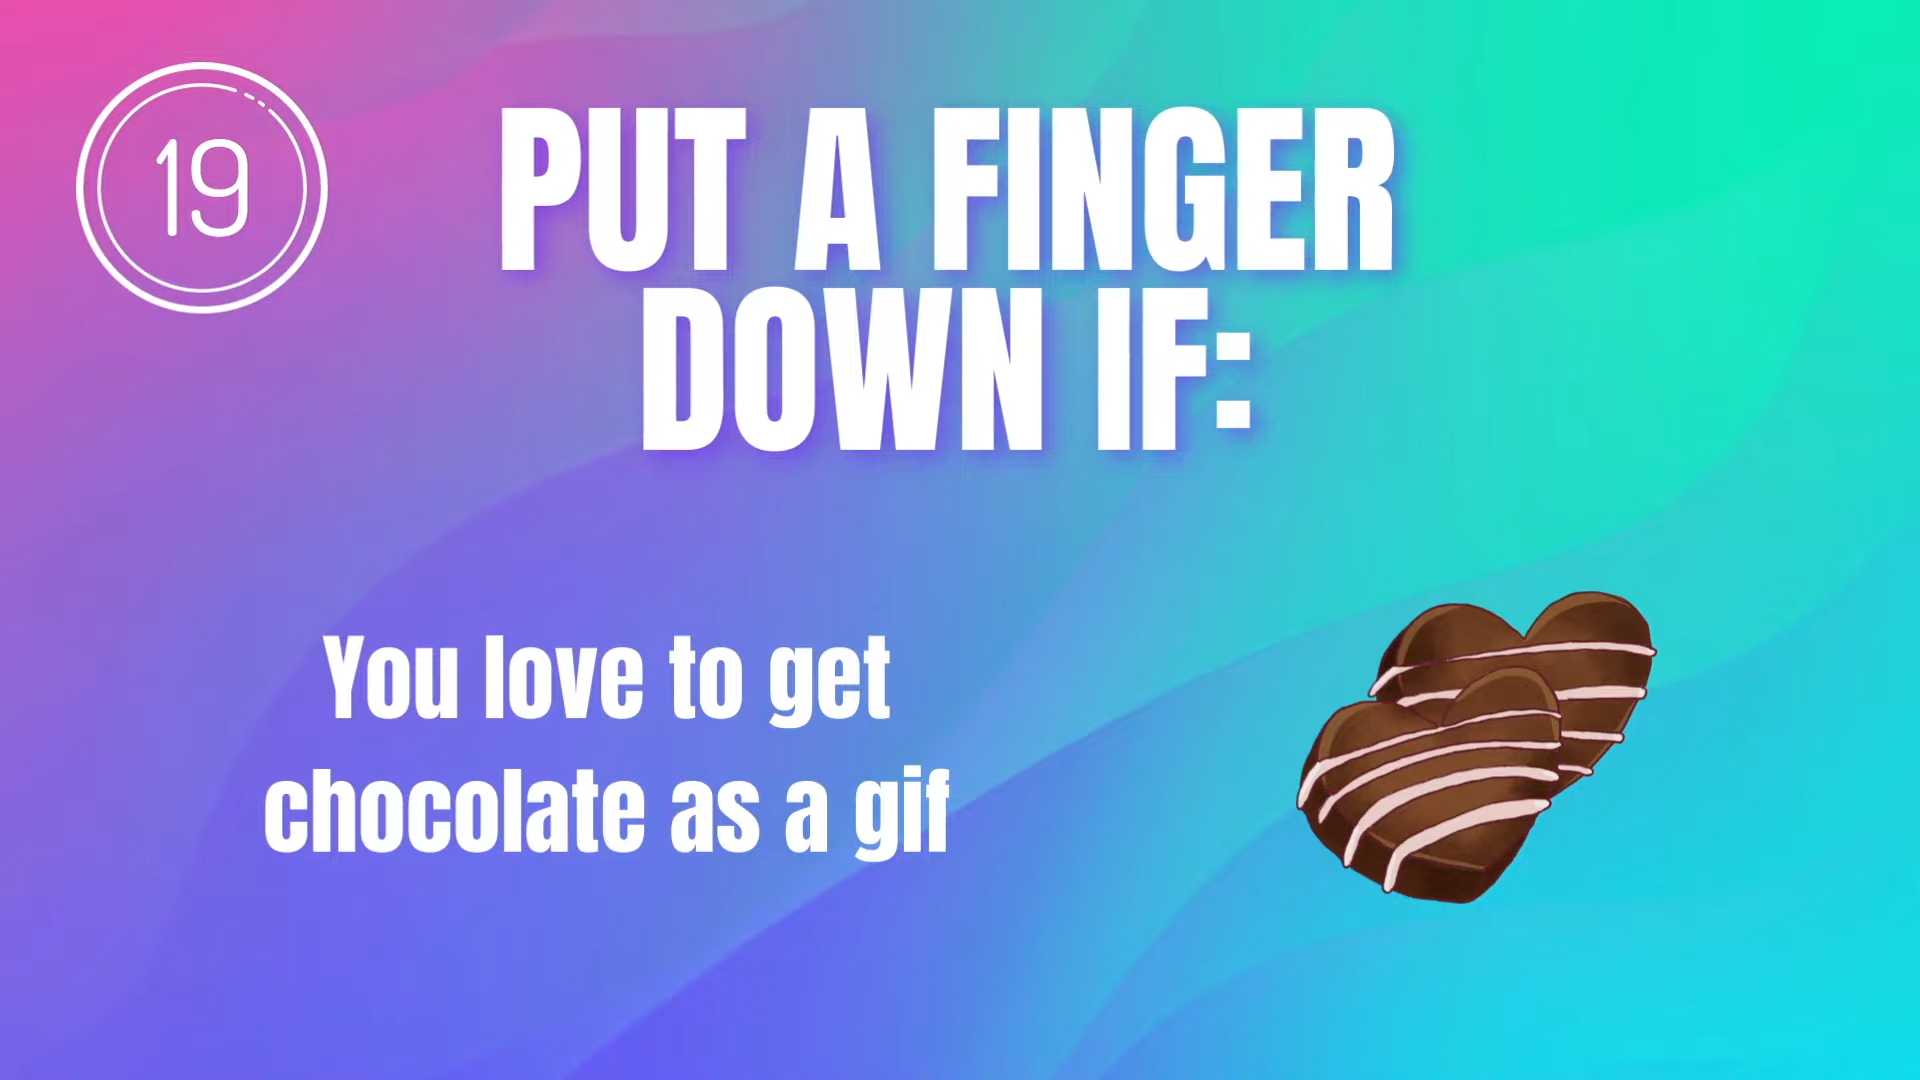 19
PUT A FINGER
DOWN IF:
You love to get
chocolate as a gif